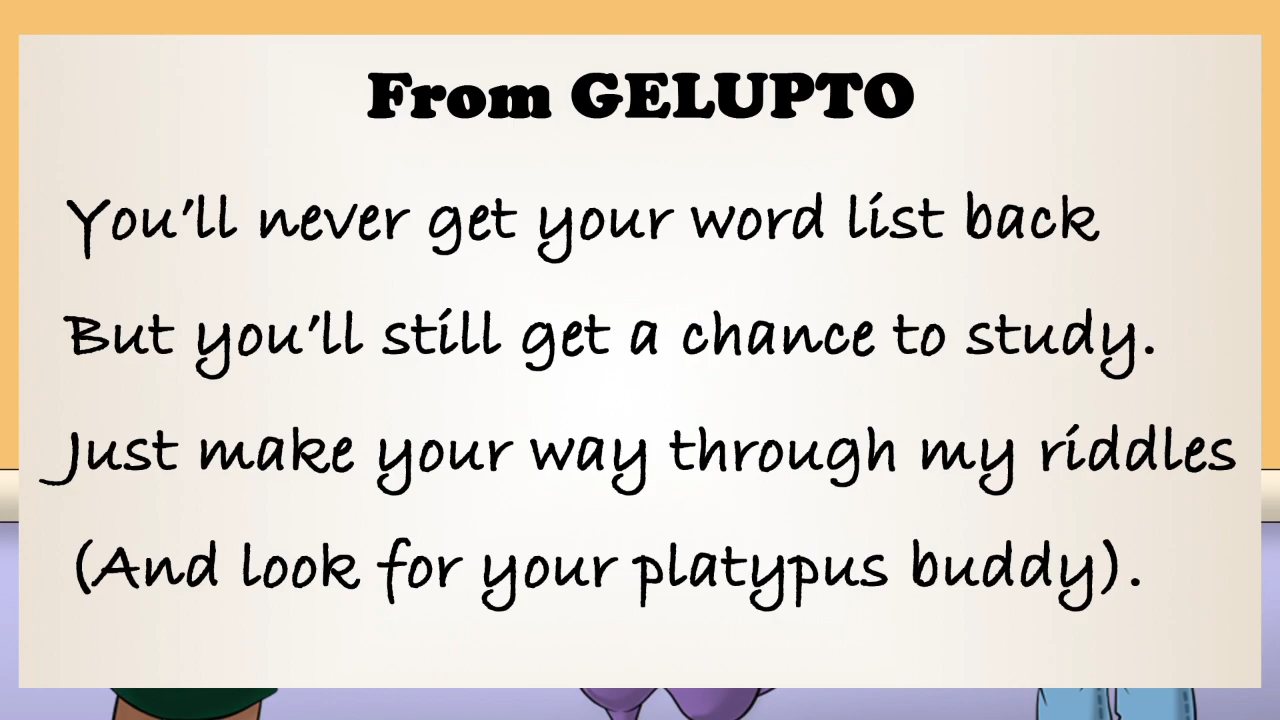 From GELUPTO
You'll never get your word list back
But you'll still get a chance to study.
Just make your way through my riddles
(And look for your platypus buddy).